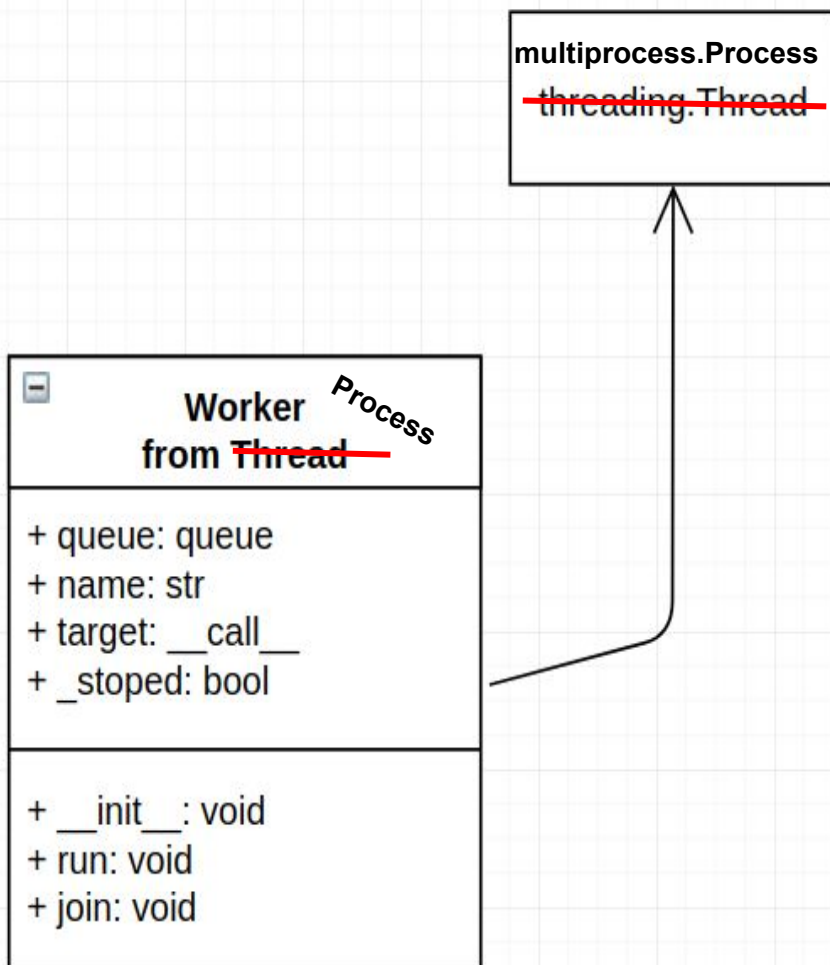 multiprocess.Process
threading.Thread
Worker
Process
from Thread
+ queue: queue
+ name: str
+ target: __call__
+ _stoped: bool
+ __init__: void
+ run: void
+ join: void